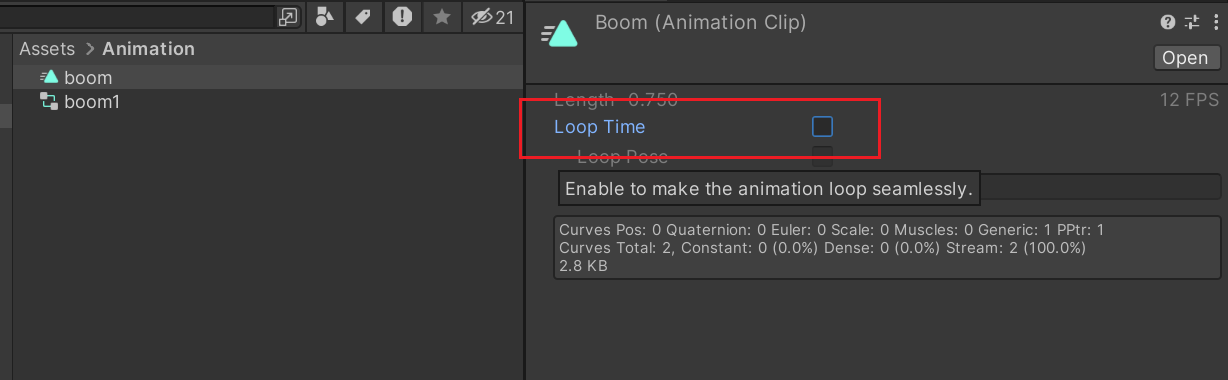 21
Assets > Animation
boom
boom1
Boom (Animation Clip)
Open
Length 0.750 12 FPS
Loop Time
Loop Pose
Enable to make the animation loop seamlessly.
Curves Pos: 0 Quaternion: 0 Euler: 0 Scale: 0 Muscles: 0 Generic: 1 PPtr: 1
Curves Total: 2, Constant: 0 (0.0%) Dense: 0 (0.0%) Stream: 2 (100.0%)
2.8 KB